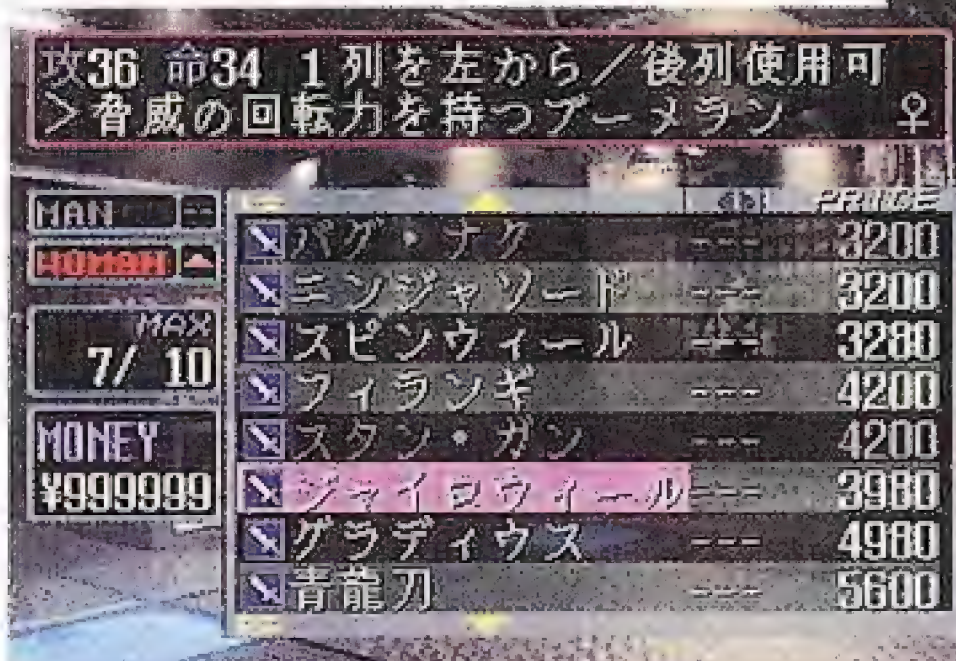 攻36 命34 1列を左から/後列使用可
>脅威の回転力を持つブーメラン ♀
PRICE
MAN --
WOMAN
パグ・ナク --- 3200
ニンジャソード --- 3200
スピンウィール --- 3280
MAX
7/ 10
フィランギ --- 4200
MONEY
¥999999
スタン・ガン --- 4200
ジャイロウィール --- 3980
グラディウス --- 4980
青龍刀 --- 5600